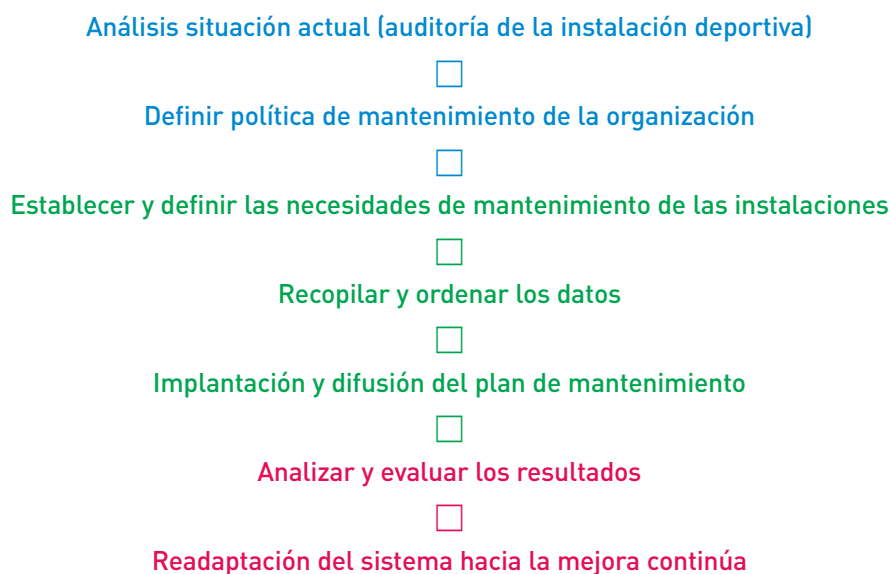 Análisis situación actual (auditoría de la instalación deportiva)
Definir política de mantenimiento de la organización
Establecer y definir las necesidades de mantenimiento de las instalaciones
Recopilar y ordenar los datos
Implantación y difusión del plan de mantenimiento
Analizar y evaluar los resultados
Readaptación del sistema hacia la mejora continúa